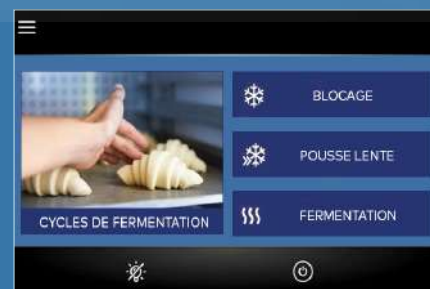 CYCLES DE FERMENTATION
BLOCAGE
POUSSE LENTE
FERMENTATION